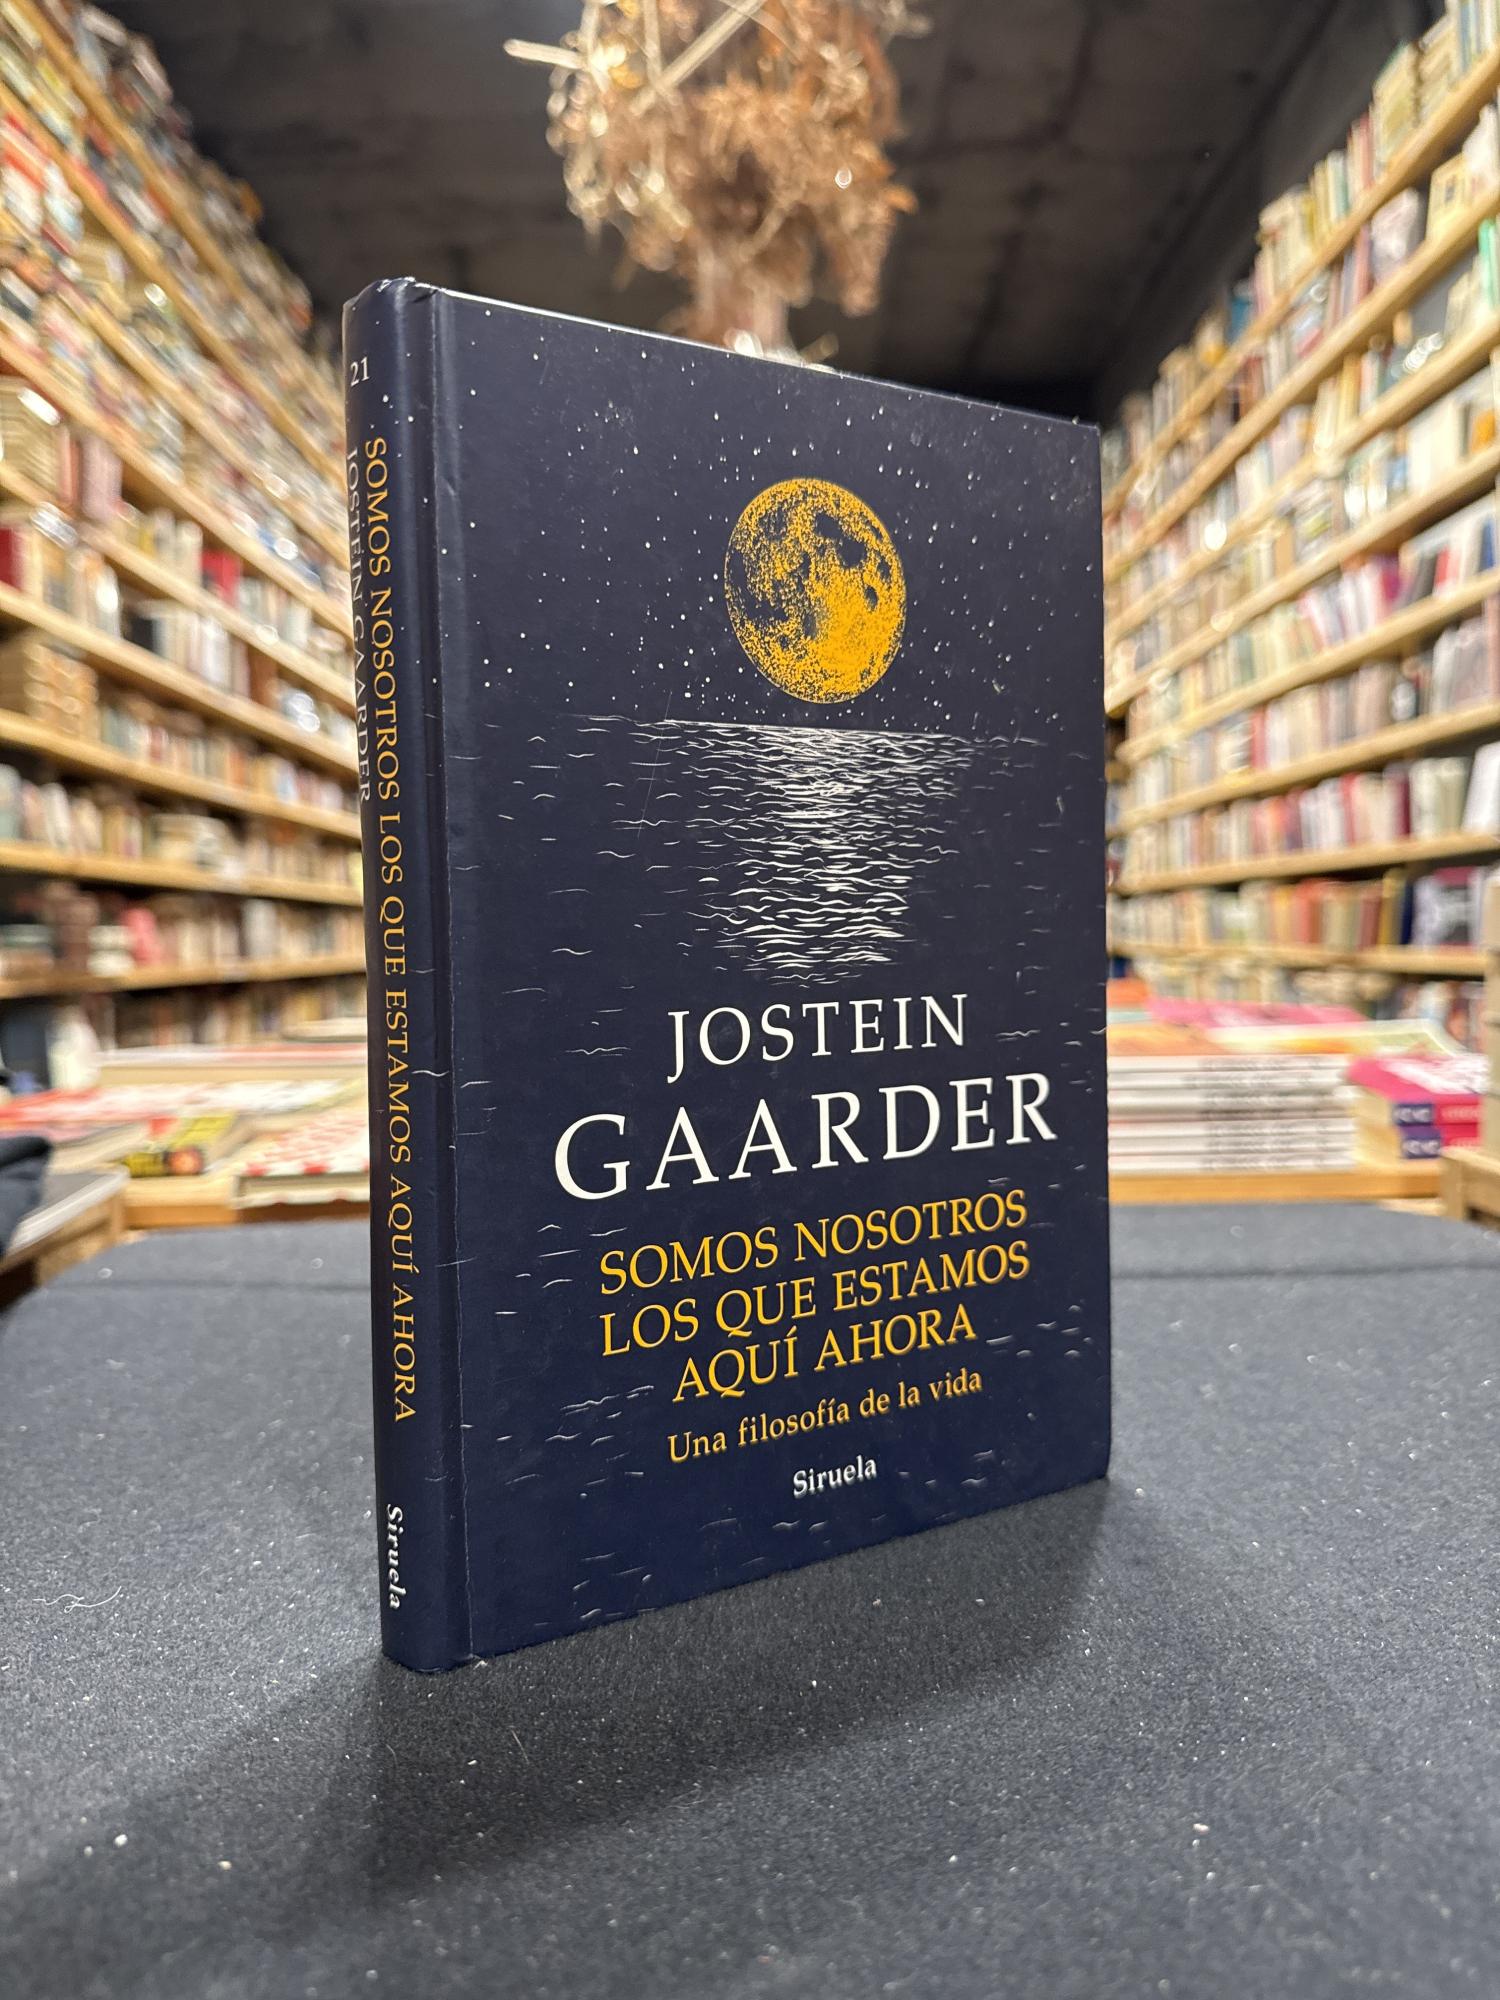 21
SOMOS NOSOTROS LOS QUE ESTAMOS AQUÍ AHORA
JOSTEIN GAARDER
Siruela
JOSTEIN
GAARDER
SOMOS NOSOTROS
LOS QUE ESTAMOS
AQUÍ AHORA
Una filosofía de la vida
Siruela